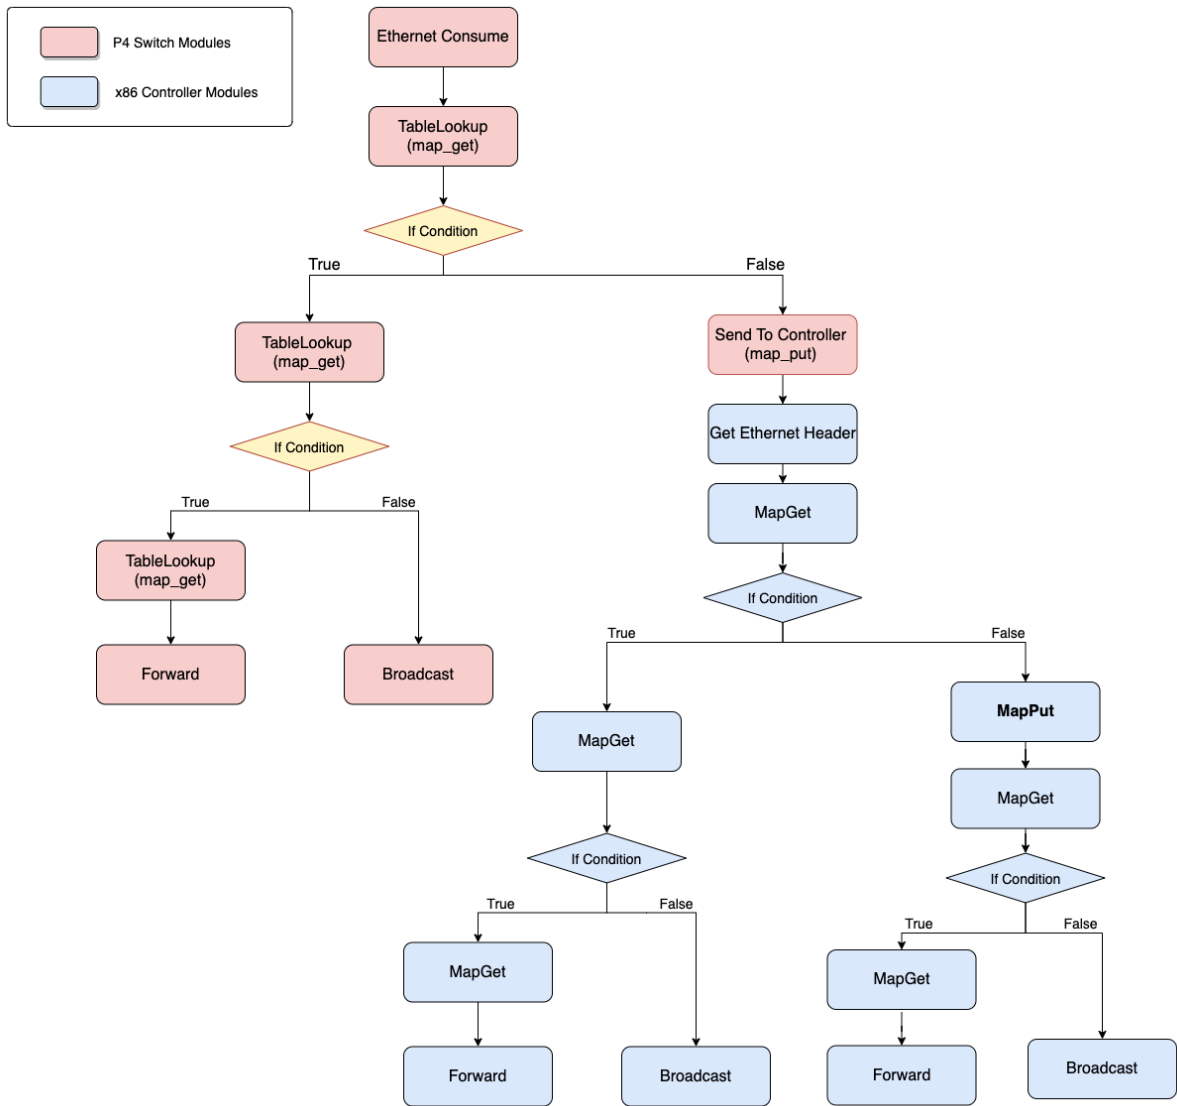 P4 Switch Modules
x86 Controller Modules
Ethernet Consume
TableLookup
(map_get)
If Condition
True
False
TableLookup
(map_get)
Send To Controller
(map_put)
If Condition
Get Ethernet Header
True
False
MapGet
TableLookup
(map_get)
If Condition
Forward
Broadcast
True
False
MapGet
MapPut
MapGet
If Condition
If Condition
True
False
True
False
MapGet
MapGet
Forward
Broadcast
Forward
Broadcast